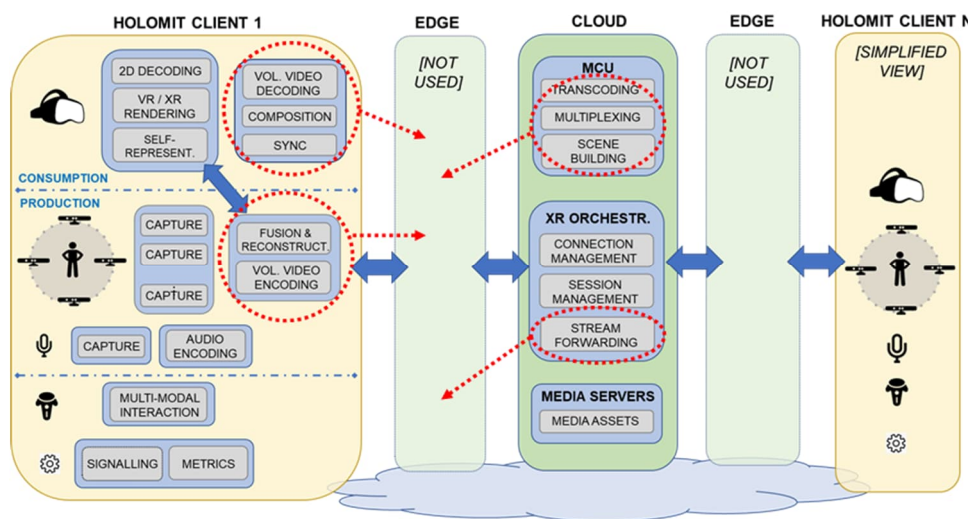 HOLOMIT CLIENT 1
EDGE
CLOUD
EDGE
HOLOMIT CLIENT N
2D DECODING
VR / XR
RENDERING
SELF-
REPRESENT.
VOL. VIDEO
DECODING
COMPOSITION
SYNC
CONSUMPTION
PRODUCTION
CAPTURE
CAPTURE
CAPTURE
FUSION &
RECONSTRUCT.
VOL. VIDEO
ENCODING
CAPTURE
AUDIO
ENCODING
MULTI-MODAL
INTERACTION
SIGNALLING
METRICS
[NOT
USED]
MCU
TRANSCODING
MULTIPLEXING
SCENE
BUILDING
XR ORCHESTR.
CONNECTION
MANAGEMENT
SESSION
MANAGEMENT
STREAM
FORWARDING
MEDIA SERVERS
MEDIA ASSETS
[NOT
USED]
[SIMPLIFIED
VIEW]